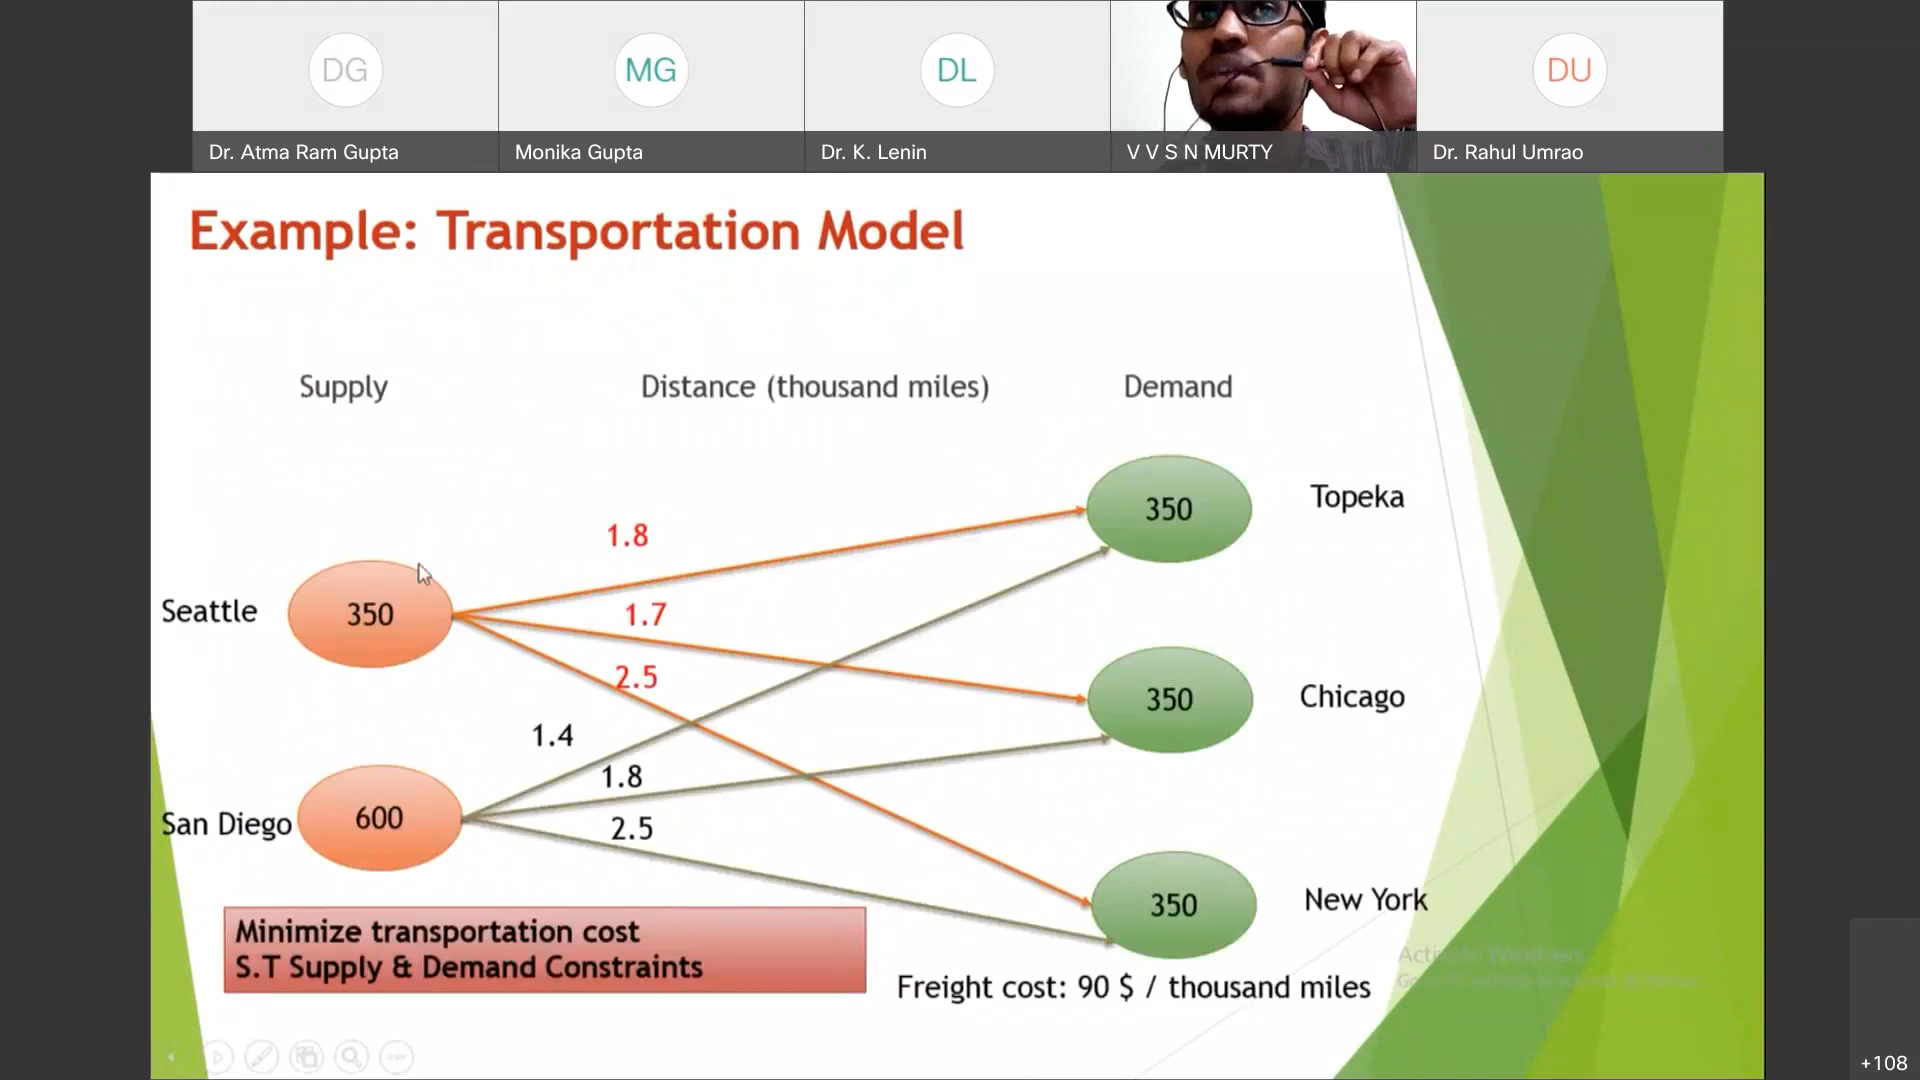 DG
MG
DL
DU
Dr. Atma Ram Gupta
Monika Gupta
Dr. K. Lenin
V V S N MURTY
Dr. Rahul Umrao
Example: Transportation Model
Supply
Distance (thousand miles)
Demand
350
Topeka
1.8
Seattle
350
1.7
2.5
350
Chicago
1.4
1.8
San Diego
600
2.5
350
New York
Minimize transportation cost
S.T Supply & Demand Constraints
Freight cost: 90 $ / thousand miles
Activate Windows
+108